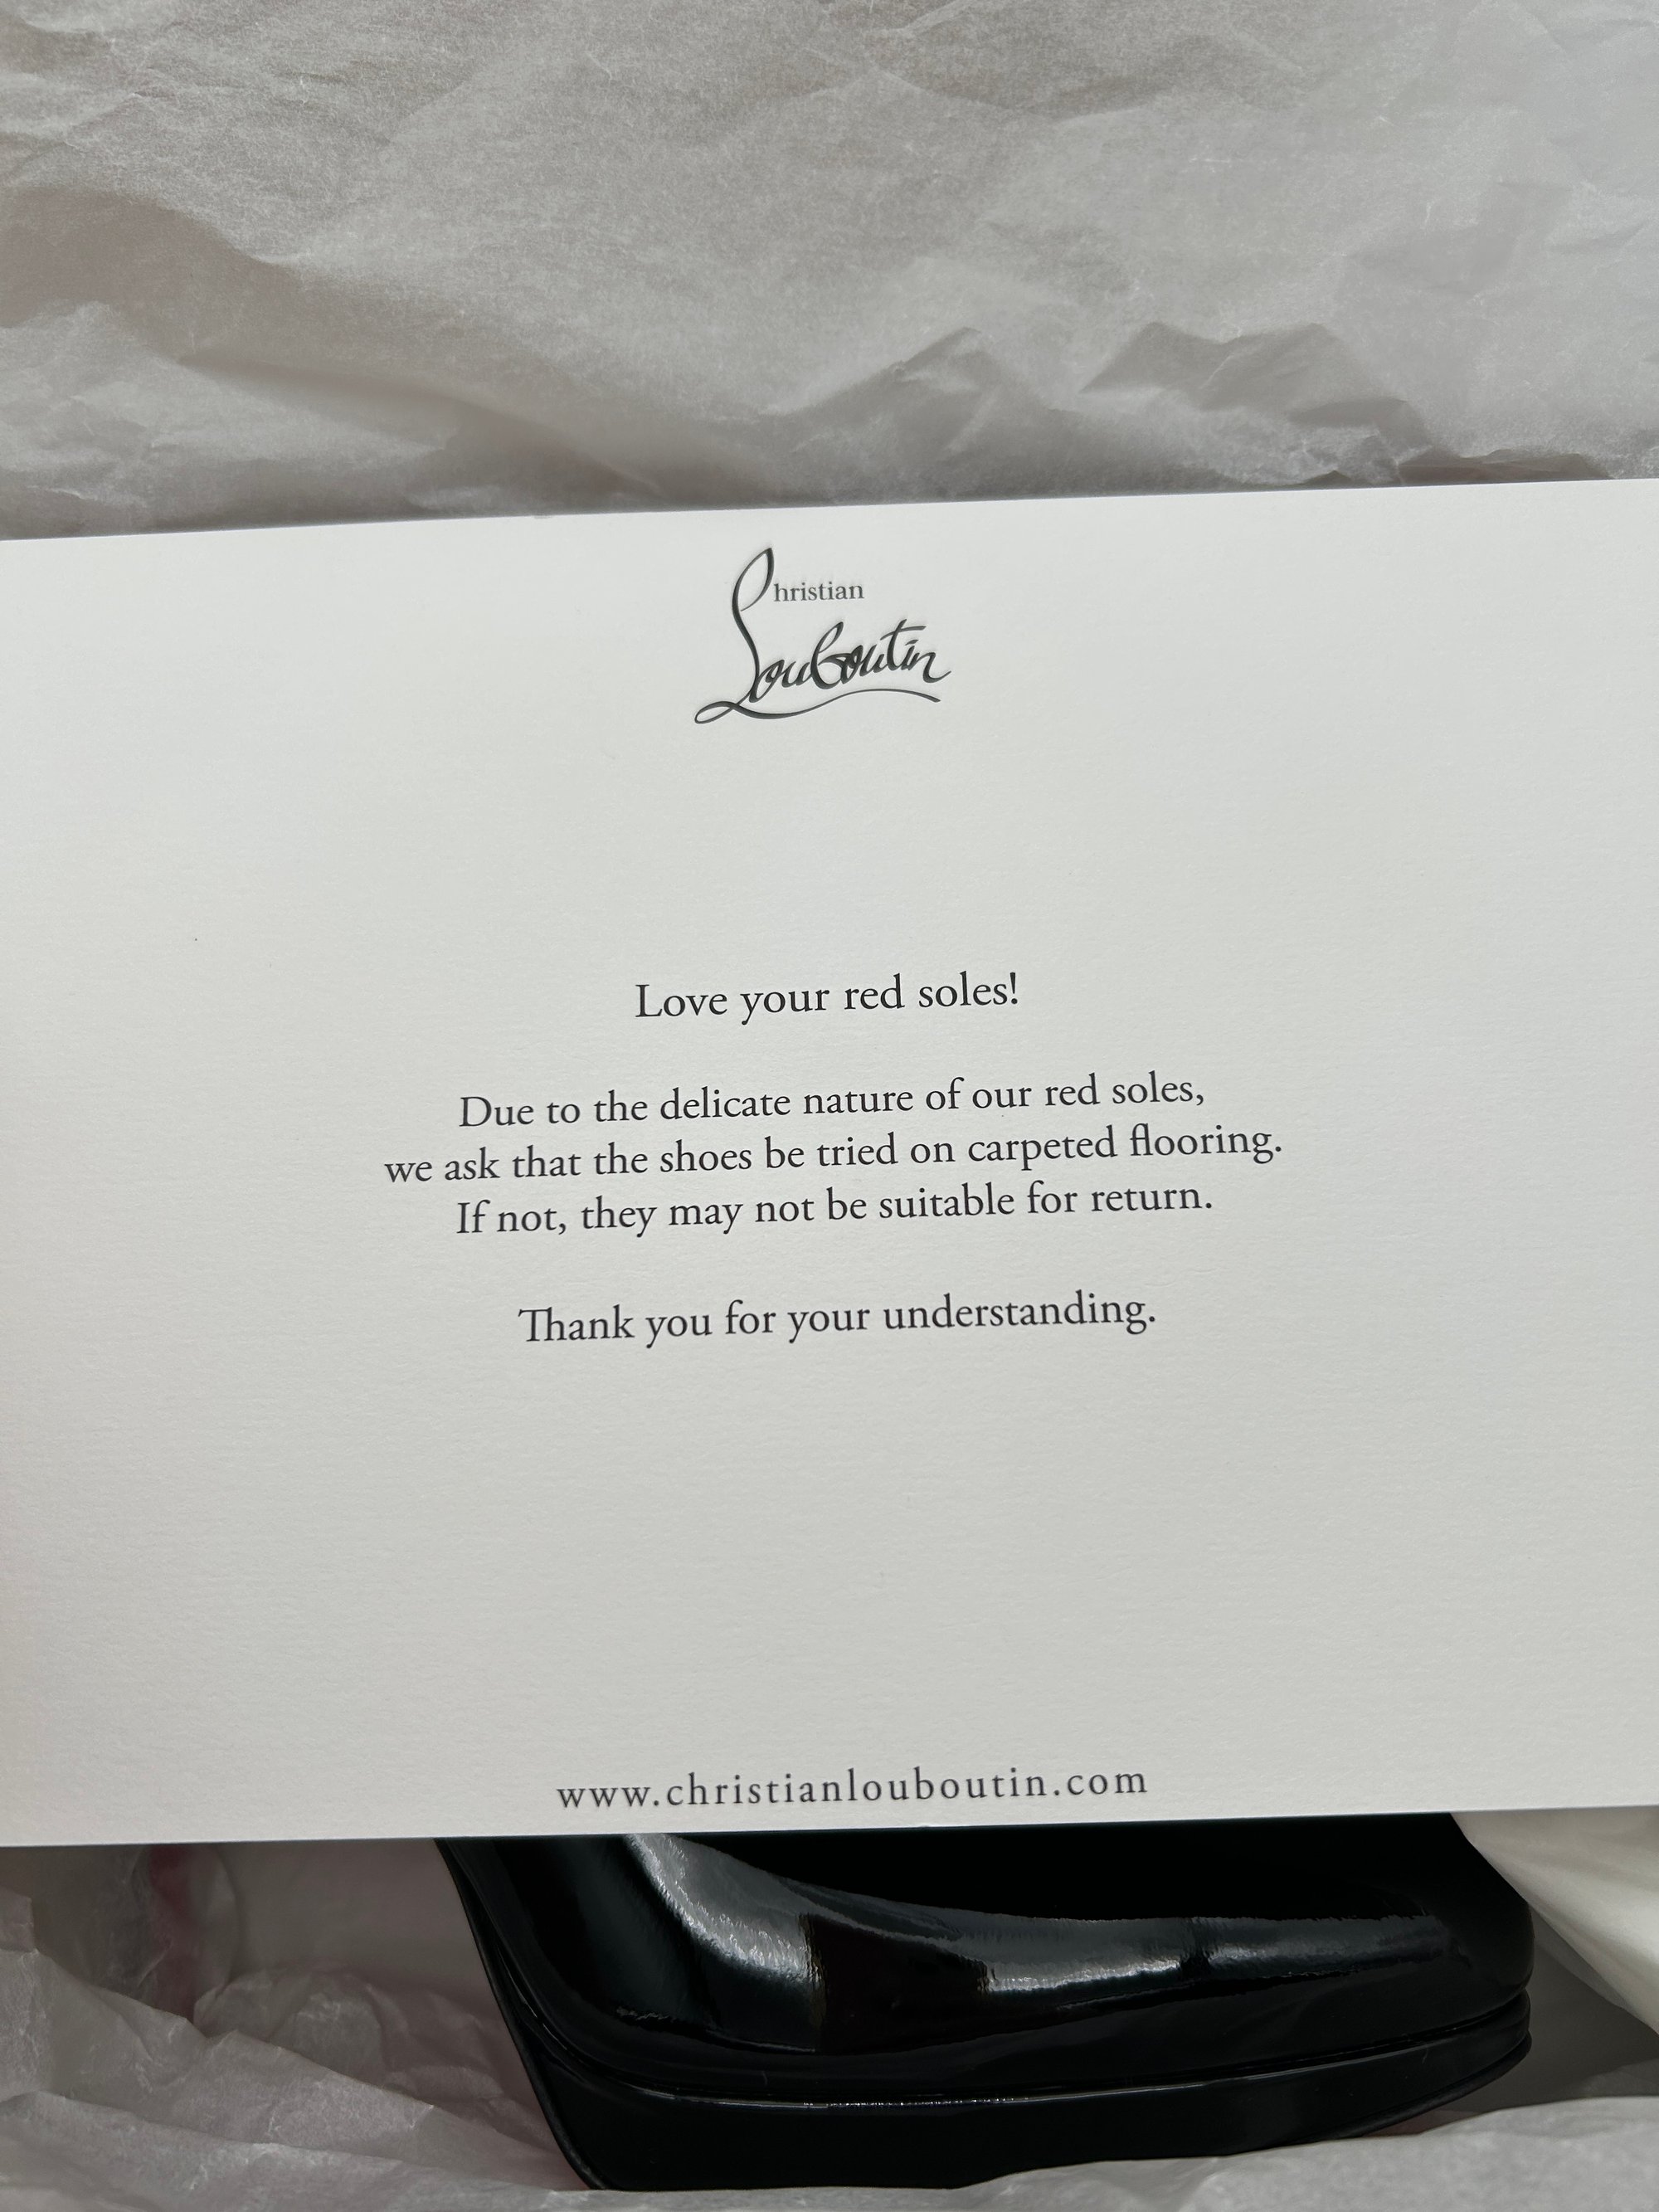 Christian
Louboutin
Love your red soles!
Due to the delicate nature of our red soles,
we ask that the shoes be tried on carpeted flooring.
If not, they may not be suitable for return.
Thank you for your understanding.
www.christianlouboutin.com